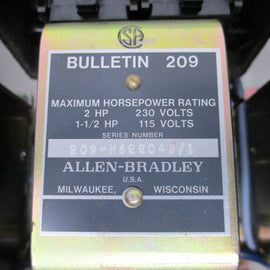 SA
BULLETIN 209
MAXIMUM HORSEPOWER RATING
2 HP 230 VOLTS
1-1/2 HP 115 VOLTS
SERIES NUMBER
ALLEN-BRADLEY
U.S.A.
MILWAUKEE, WISCONSIN